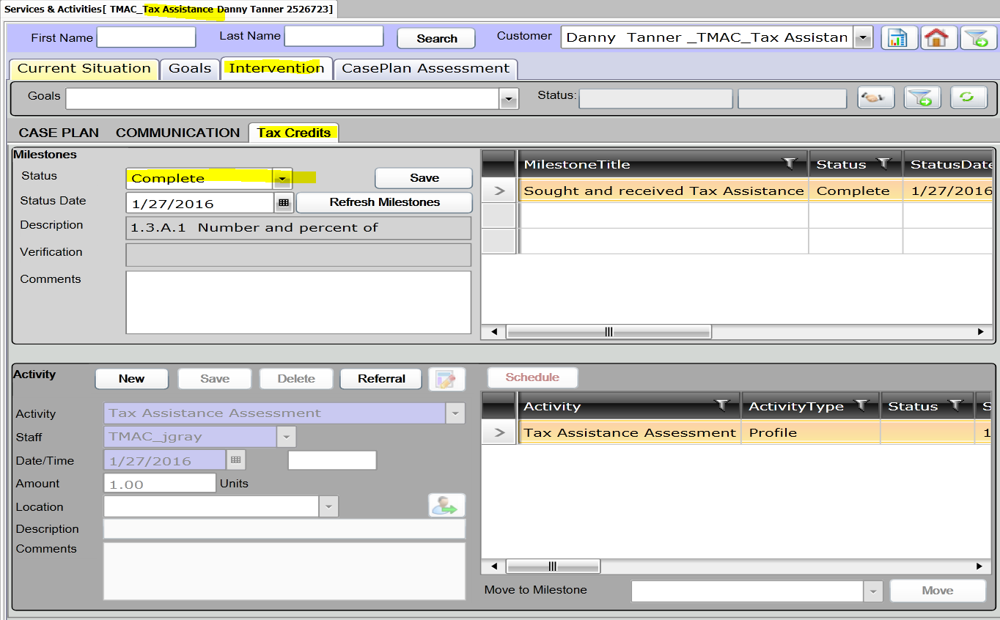 Services & Activities[ TMAC_Tax Assistance Danny Tanner 2526723]
First Name Last Name Search Customer Danny Tanner _TMAC_Tax Assistan
Current Situation Goals Intervention CasePlan Assessment
Goals Status:
CASE PLAN COMMUNICATION Tax Credits
Milestones
Status Complete Save
Status Date 1/27/2016 Refresh Milestones
Description 1.3.A.1 Number and percent of
Verification
Comments
MilestoneTitle Status StatusDate
Sought and received Tax Assistance Complete 1/27/2016
Activity New Save Delete Referral
Activity Tax Assistance Assessment
Staff TMAC_jgray
Date/Time 1/27/2016
Amount 1.00 Units
Location
Description
Comments
Schedule
Activity ActivityType Status S
Tax Assistance Assessment Profile 1
Move to Milestone Move